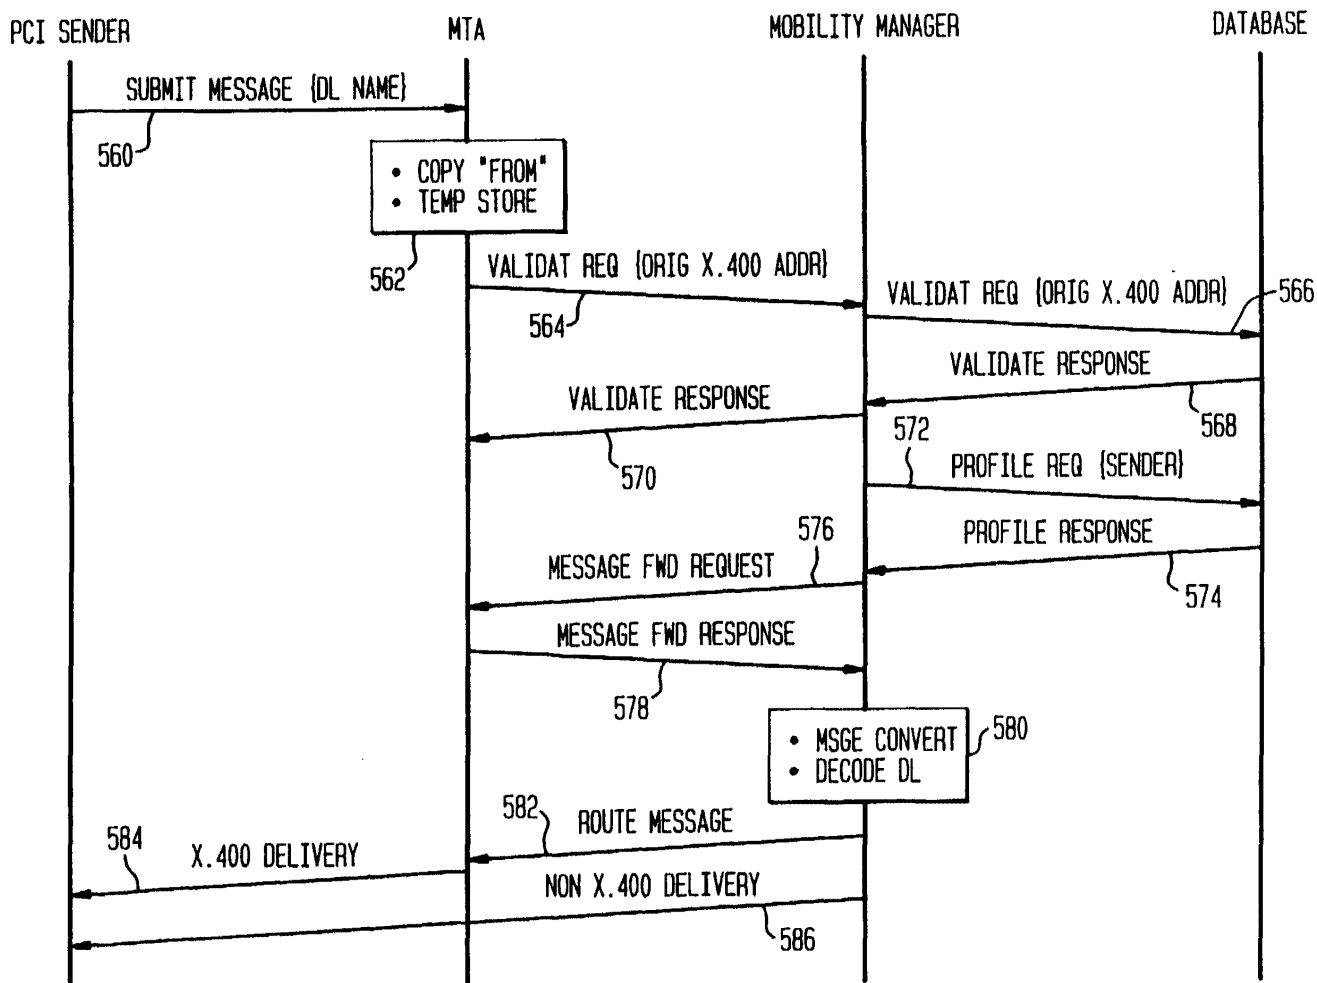 PCI SENDER
MTA
MOBILITY MANAGER
DATABASE
SUBMIT MESSAGE {DL NAME}
560
• COPY "FROM"
• TEMP STORE
562
VALIDAT REQ {ORIG X.400 ADDR}
564
VALIDAT REQ {ORIG X.400 ADDR}
566
VALIDATE RESPONSE
568
VALIDATE RESPONSE
570
572
PROFILE REQ {SENDER}
PROFILE RESPONSE
574
576
MESSAGE FWD REQUEST
MESSAGE FWD RESPONSE
578
• MSGE CONVERT
• DECODE DL
580
582
ROUTE MESSAGE
584
X.400 DELIVERY
NON X.400 DELIVERY
586